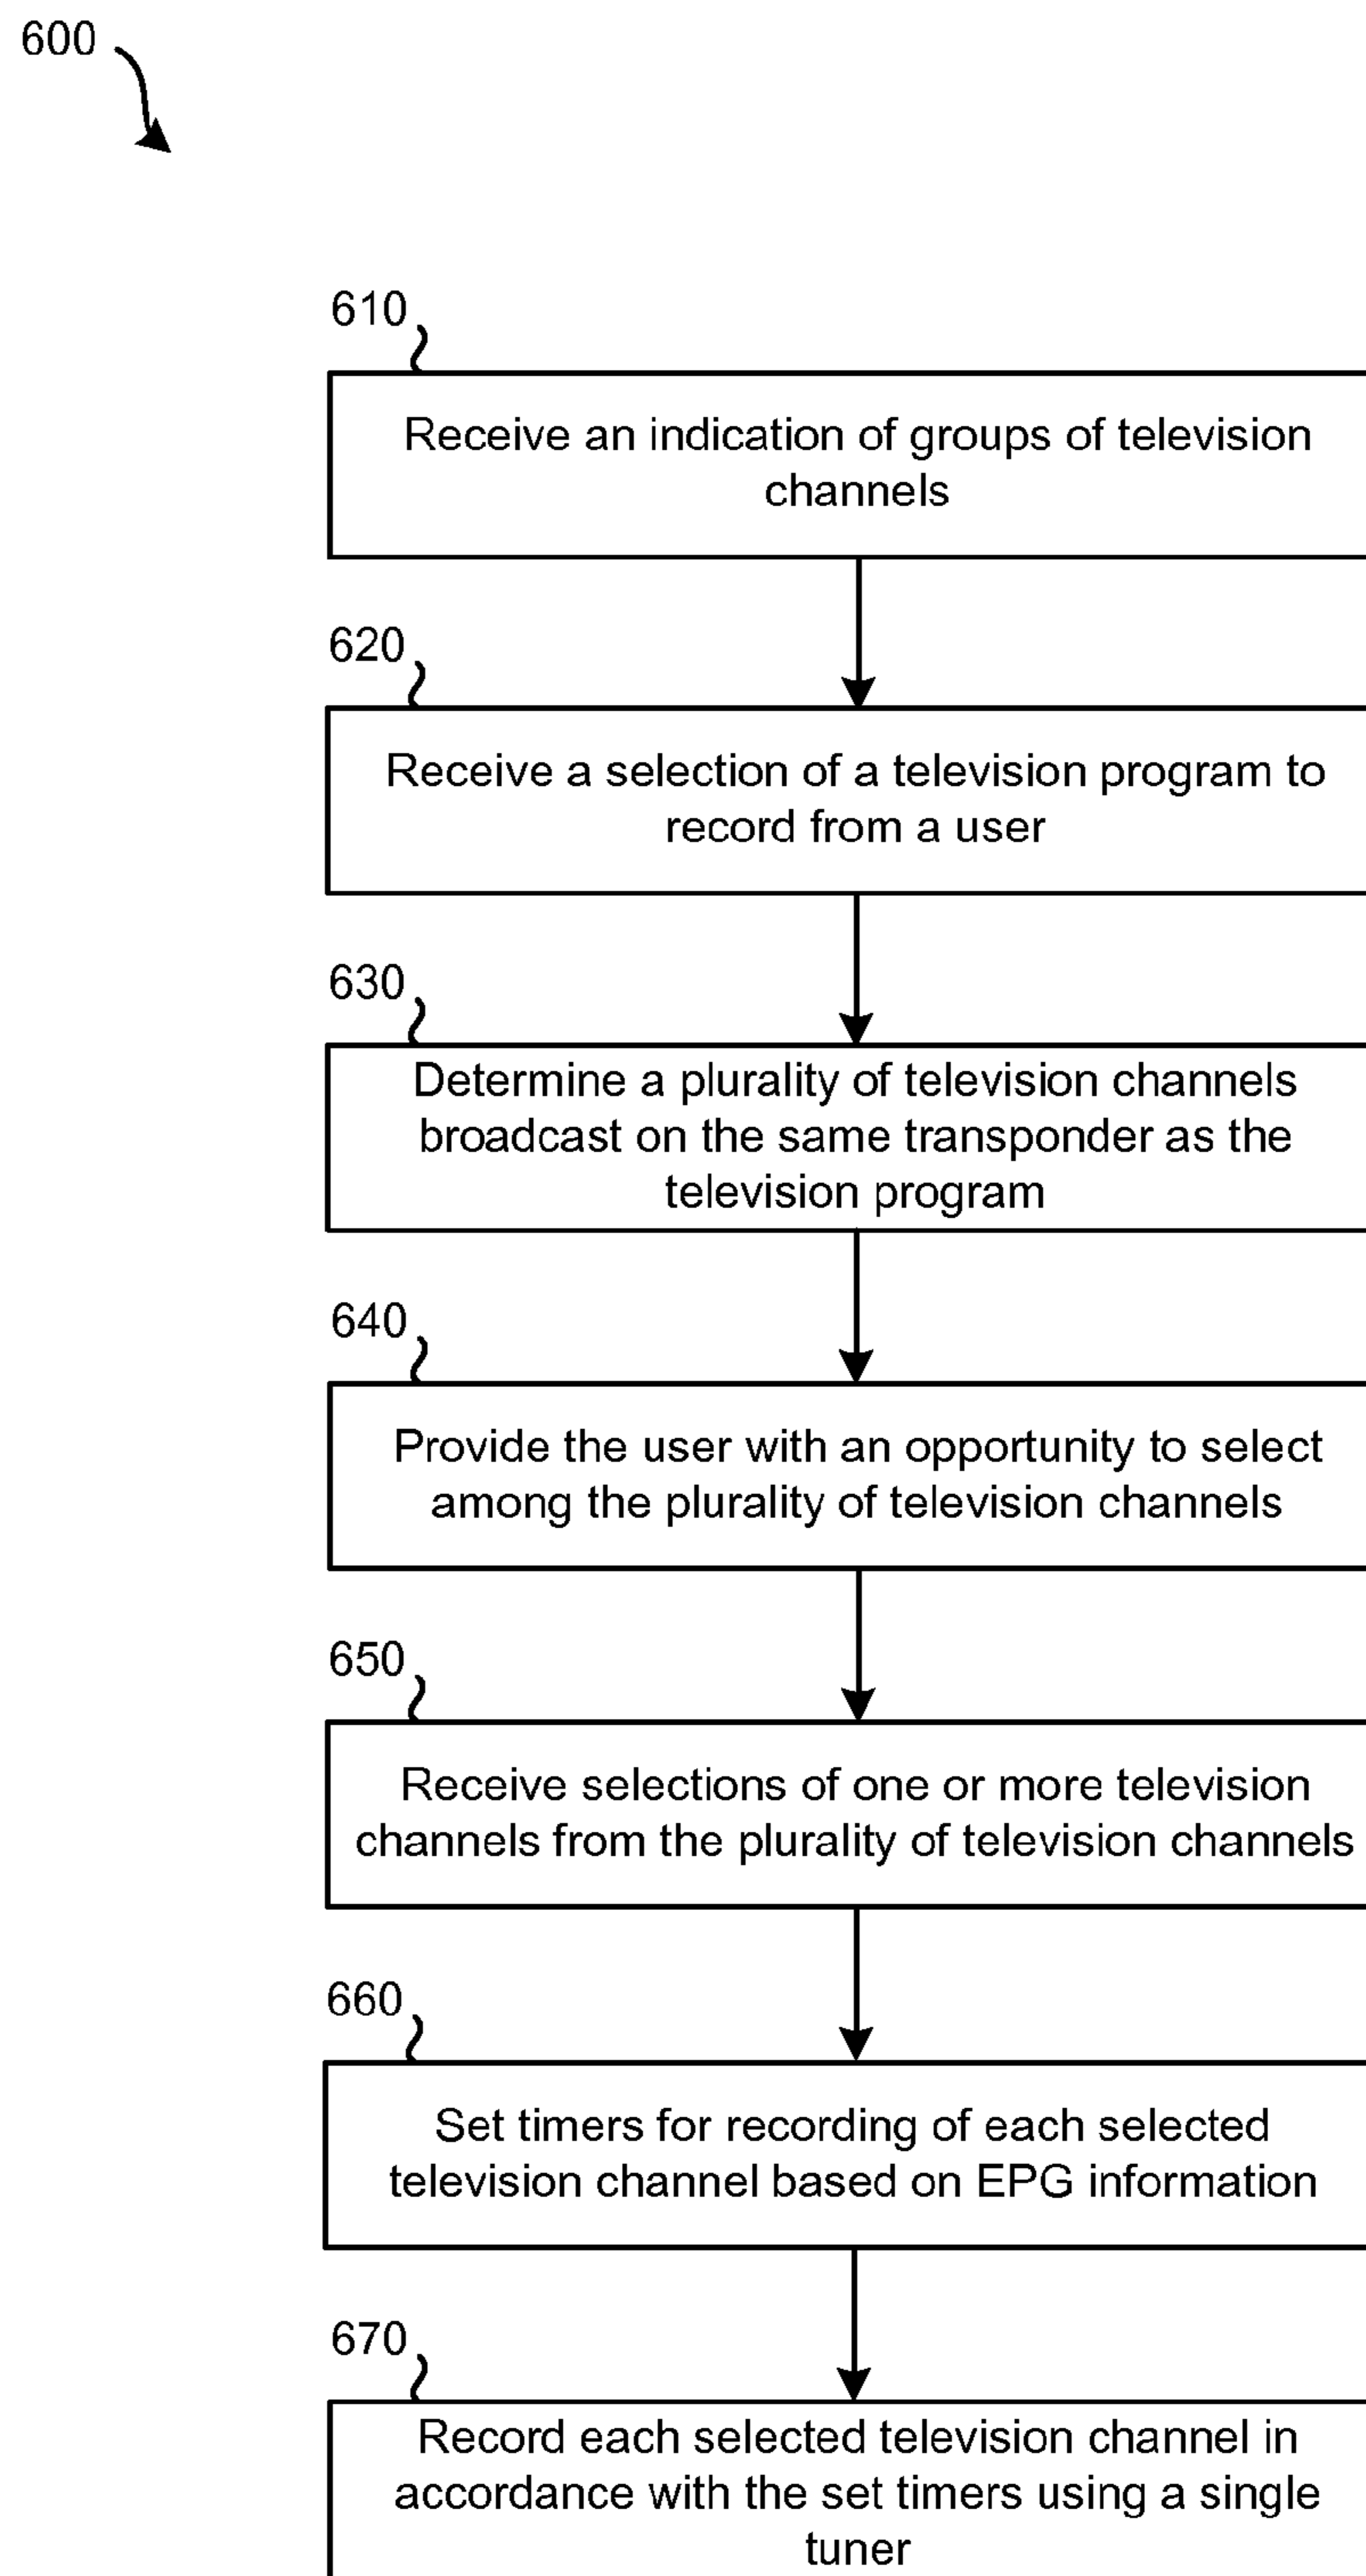 600
610
Receive an indication of groups of television
channels
620
Receive a selection of a television program to
record from a user
630
Determine a plurality of television channels
broadcast on the same transponder as the
television program
640
Provide the user with an opportunity to select
among the plurality of television channels
650
Receive selections of one or more television
channels from the plurality of television channels
660
Set timers for recording of each selected
television channel based on EPG information
670
Record each selected television channel in
accordance with the set timers using a single
tuner